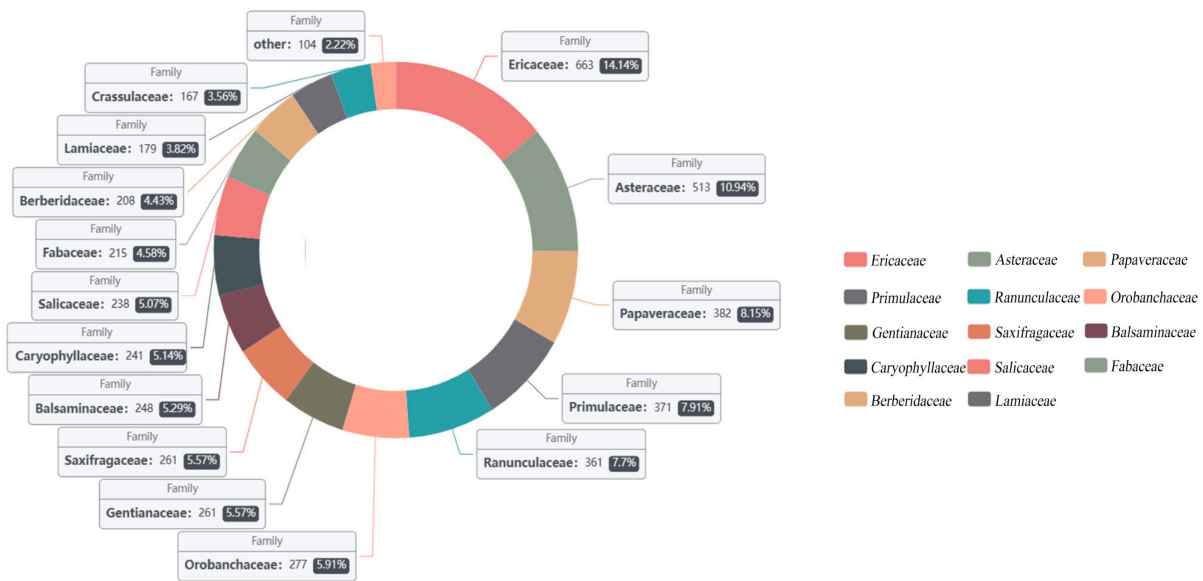 Family
other: 104 2.22%
Family
Ericaceae: 663 14.14%
Family
Crassulaceae: 167 3.56%
Family
Lamiaceae: 179 3.82%
Family
Asteraceae: 513 10.94%
Family
Berberidaceae: 208 4.43%
Family
Fabaceae: 215 4.58%
Family
Salicaceae: 238 5.07%
Family
Papaveraceae: 382 8.15%
Family
Caryophyllaceae: 241 5.14%
Family
Balsaminaceae: 248 5.29%
Family
Primulaceae: 371 7.91%
Family
Saxifragaceae: 261 5.57%
Family
Ranunculaceae: 361 7.7%
Family
Gentianaceae: 261 5.57%
Family
Orobanchaceae: 277 5.91%
Ericaceae Asteraceae Papaveraceae
Primulaceae Ranunculaceae Orobanchaceae
Gentianaceae Saxifragaceae Balsaminaceae
Caryophyllaceae Salicaceae Fabaceae
Berberidaceae Lamiaceae